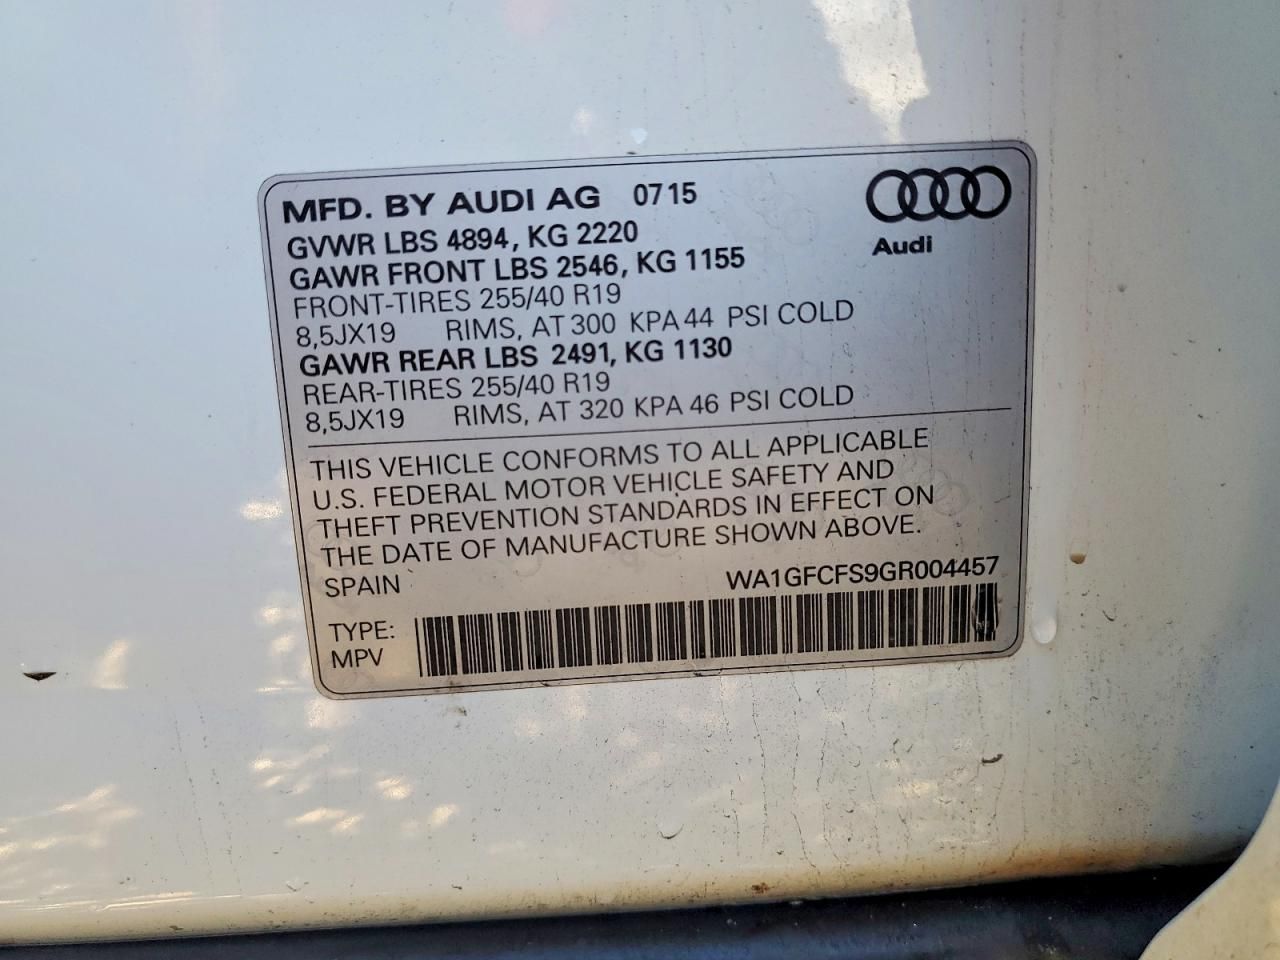 MFD. BY AUDI AG 0715
Audi
GVWR LBS 4894, KG 2220
GAWR FRONT LBS 2546, KG 1155
FRONT-TIRES 255/40 R19
8,5JX19 RIMS, AT 300 KPA 44 PSI COLD
GAWR REAR LBS 2491, KG 1130
REAR-TIRES 255/40 R19
8,5JX19 RIMS, AT 320 KPA 46 PSI COLD
THIS VEHICLE CONFORMS TO ALL APPLICABLE
U.S. FEDERAL MOTOR VEHICLE SAFETY AND
THEFT PREVENTION STANDARDS IN EFFECT ON
THE DATE OF MANUFACTURE SHOWN ABOVE.
SPAIN WA1GFCFS9GR004457
TYPE:
MPV